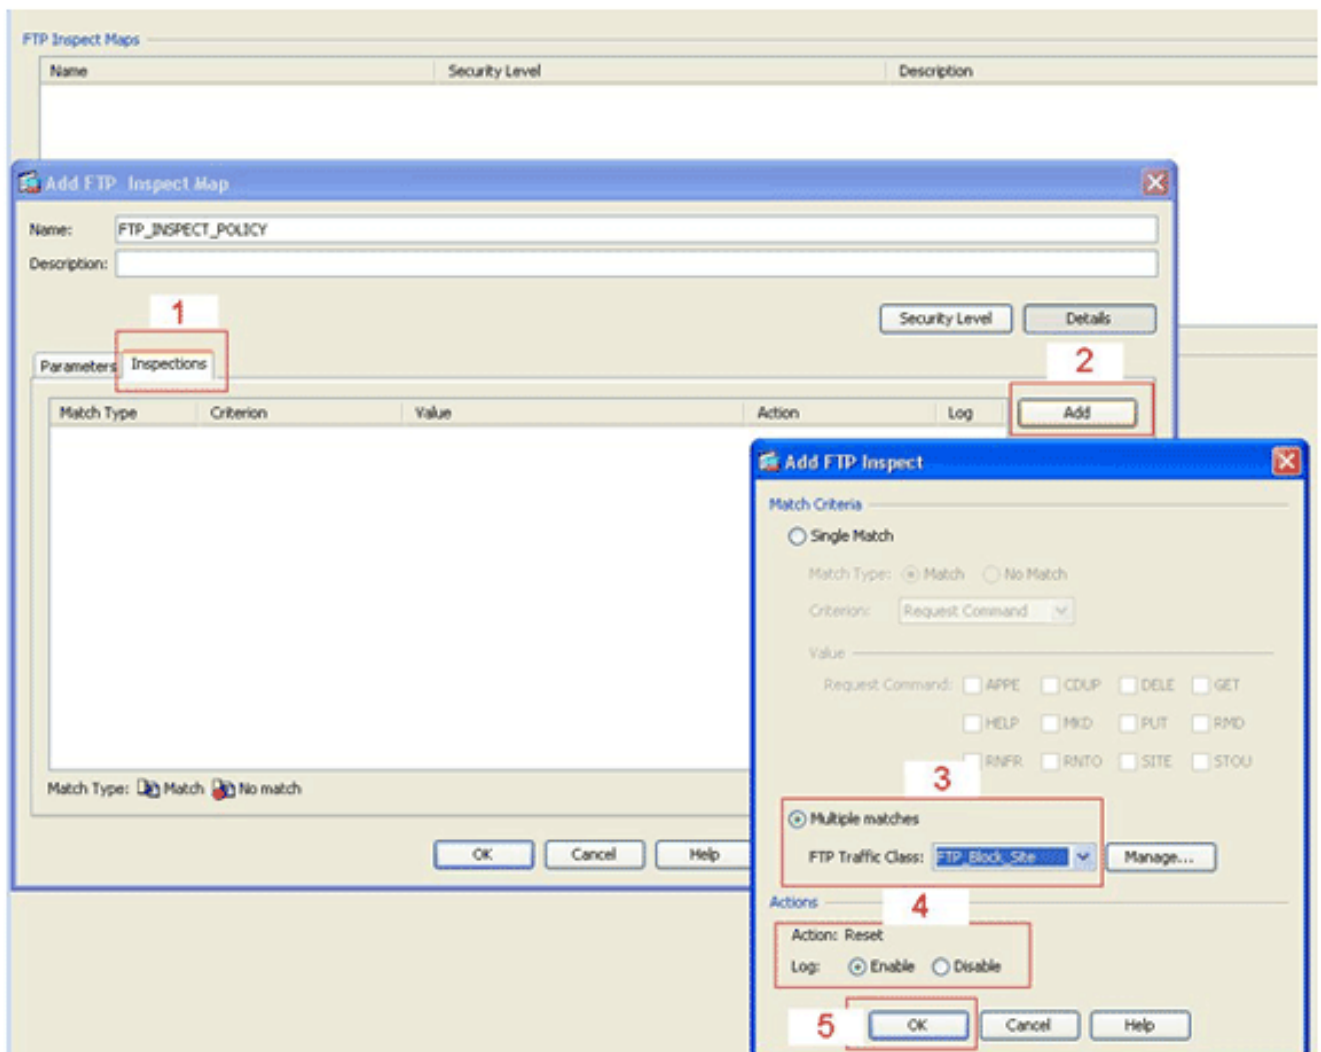 FTP Inspect Maps
Name Security Level Description
Add FTP Inspect Map
Name: FTP_INSPECT_POLICY
Description:
1
Security Level Details
2
Parameters Inspections
Match Type Criterion Value Action Log Add
Add FTP Inspect
Match Criteria
Single Match
Match Type: Match No Match
Criterion: Request Command
Value
Request Command: APPE CDUP DELE GET
HELP MKD PUT RMD
RNFR RNTO SITE STOU
3
Match Type: Match No match
Multiple matches
OK Cancel Help
FTP Traffic Class: FTP_Block_Site Manage...
Actions
4
Action: Reset
Log: Enable Disable
5
OK Cancel Help